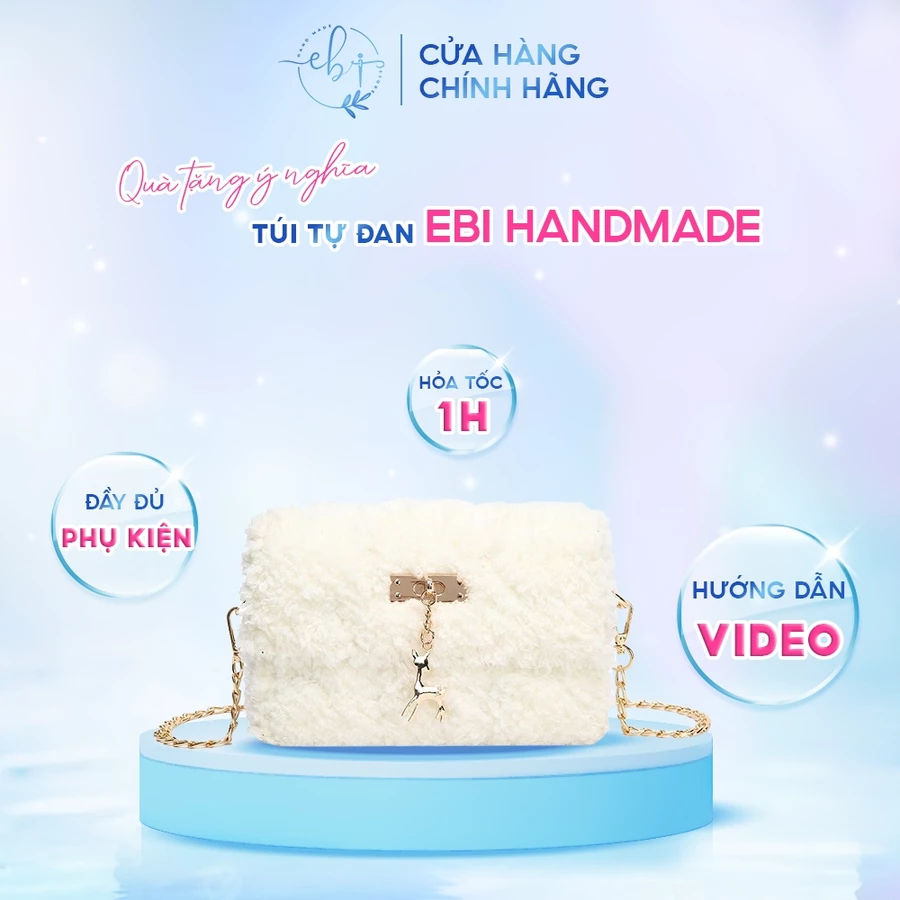 ebi
CỬA HÀNG
CHÍNH HÃNG
Quà tặng ý nghĩa
TÚI TỰ ĐAN EBI HANDMADE
HỎA TỐC
1H
ĐẦY ĐỦ
PHỤ KIỆN
HƯỚNG DẪN
VIDEO